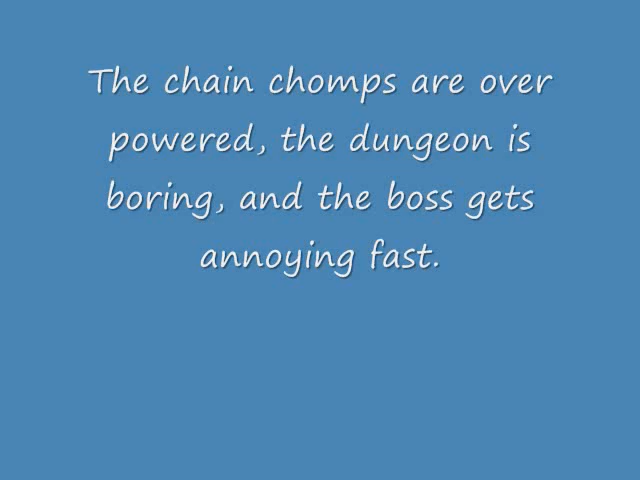 The chain chomps are over
powered, the dungeon is
boring, and the boss gets
annoying fast.